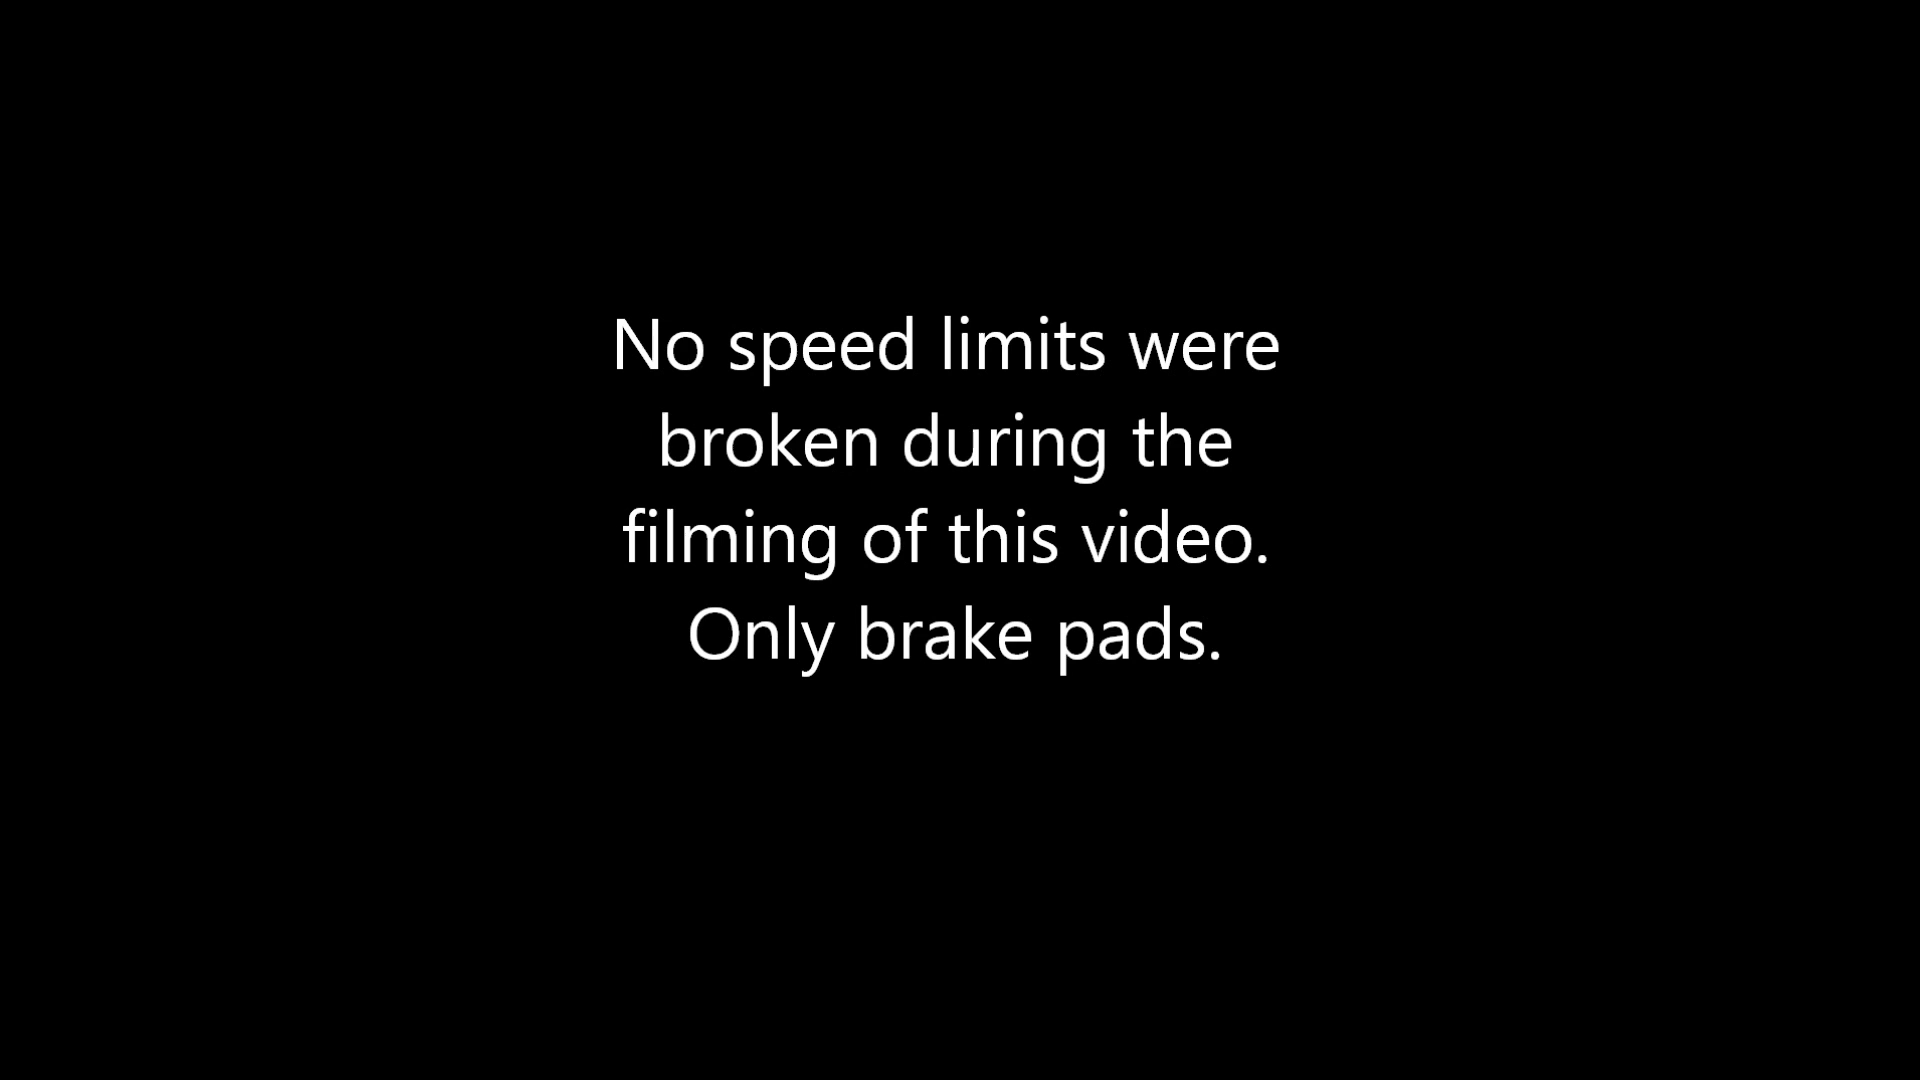 No speed limits were
broken during the
filming of this video.
Only brake pads.